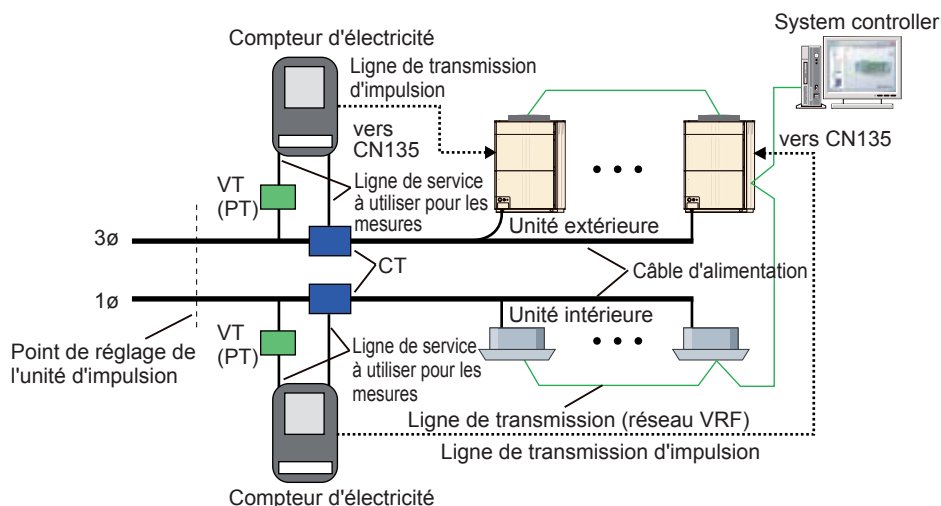 System controller
Compteur d'électricité
Ligne de transmission
d'impulsion
vers
CN135
vers CN135
VT
(PT)
Ligne de service
à utiliser pour les
mesures
Unité extérieure
3ø
CT
Câble d'alimentation
1ø
Unité intérieure
VT
(PT)
Point de réglage de
l'unité d'impulsion
Ligne de service
à utiliser pour les
mesures
Ligne de transmission (réseau VRF)
Ligne de transmission d'impulsion
Compteur d'électricité